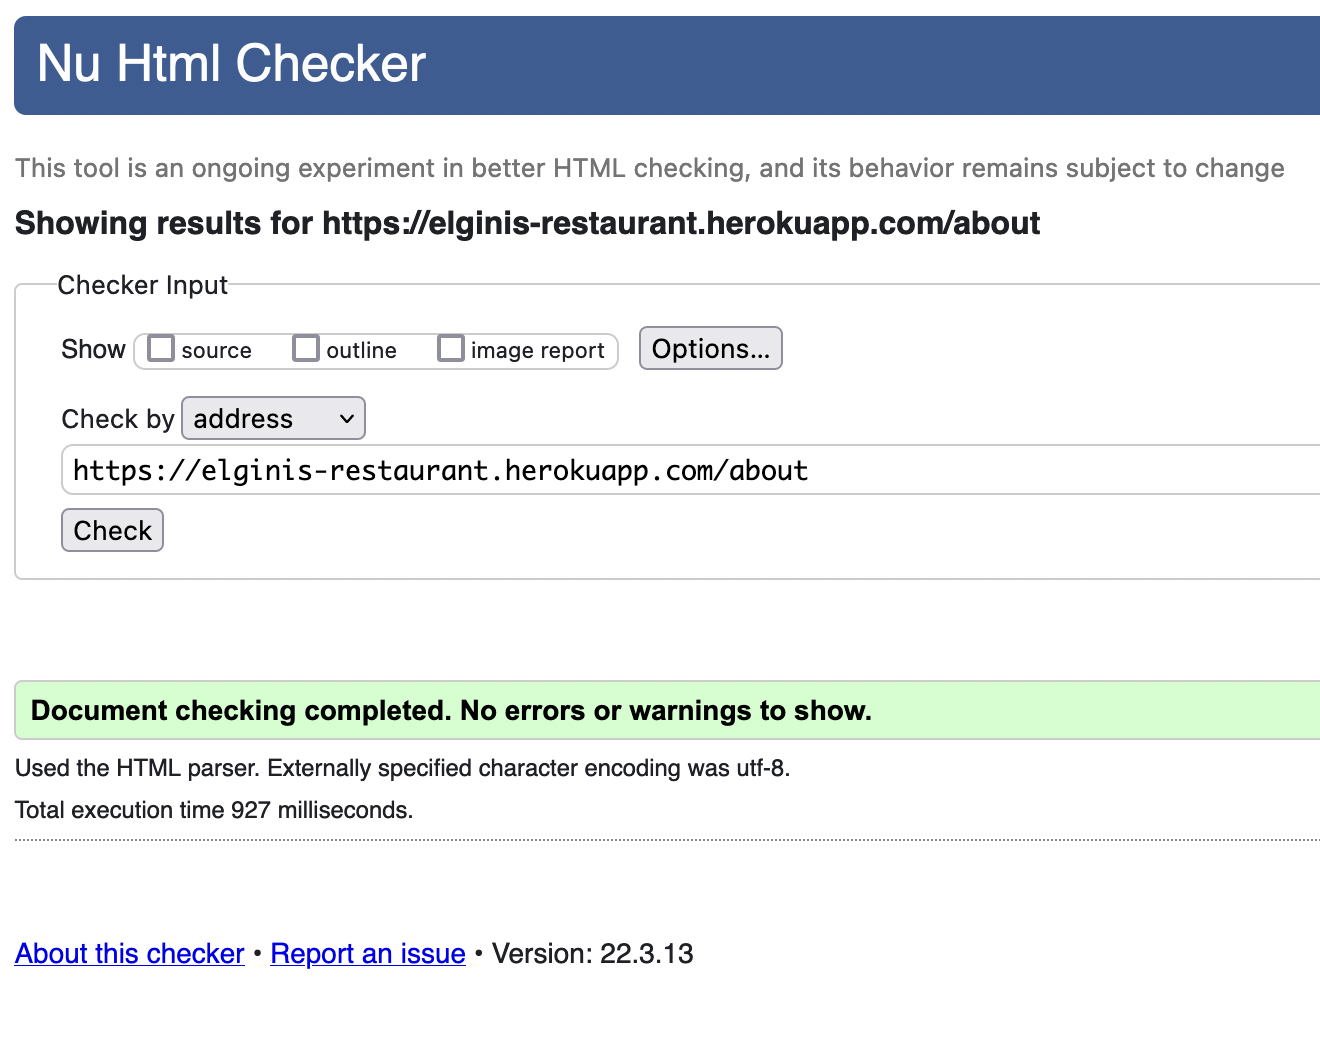 Nu Html Checker
This tool is an ongoing experiment in better HTML checking, and its behavior remains subject to change
Showing results for https://elginis-restaurant.herokuapp.com/about
Checker Input
Show source outline image report Options...
Check by address
https://elginis-restaurant.herokuapp.com/about
Check
Document checking completed. No errors or warnings to show.
Used the HTML parser. Externally specified character encoding was utf-8.
Total execution time 927 milliseconds.
About this checker • Report an issue • Version: 22.3.13